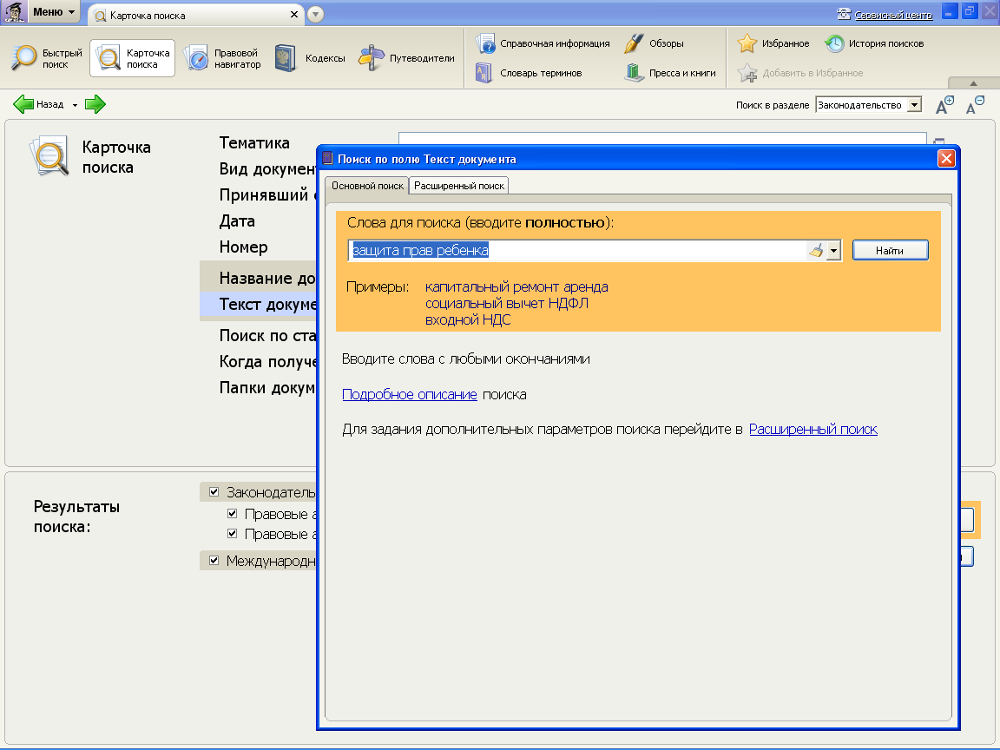 Меню
Карточка поиска
Сервисный центр
Быстрый
поиск
Карточка
поиска
Правовой
навигатор
Кодексы
Путеводители
Справочная информация
Словарь терминов
Обзоры
Пресса и книги
Избранное
История поисков
Добавить в Избранное
Назад
Поиск в разделе
Законодательство
Карточка
поиска
Тематика
Вид докумен
Принявший
Дата
Номер
Название до
Текст докуме
Поиск по ста
Когда получе
Папки докум
Поиск по полю Текст документа
Основной поиск
Расширенный поиск
Слова для поиска (вводите полностью):
защита прав ребенка
Найти
Примеры:
капитальный ремонт аренда
социальный вычет НДФЛ
входной НДС
Вводите слова с любыми окончаниями
Подробное описание поиска
Для задания дополнительных параметров поиска перейдите в Расширенный поиск
Результаты
поиска:
Законодатель
Правовые а
Правовые а
Международн